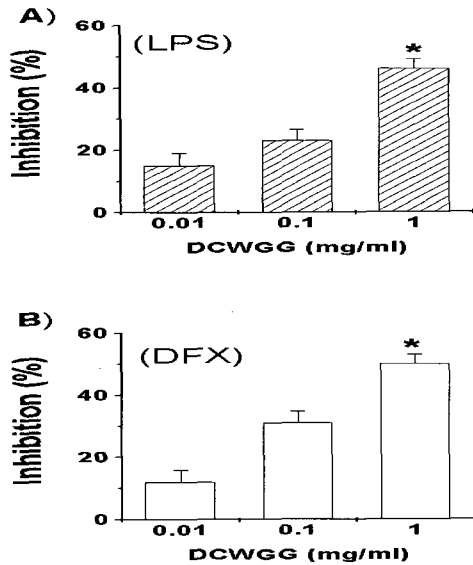 A)
(LPS)
*
60
40
20
0
Inhibition (%)
0.01 0.1 1
DCWGG (mg/ml)
B)
(DFX)
*
60
40
20
0
Inhibition (%)
0.01 0.1 1
DCWGG (mg/ml)